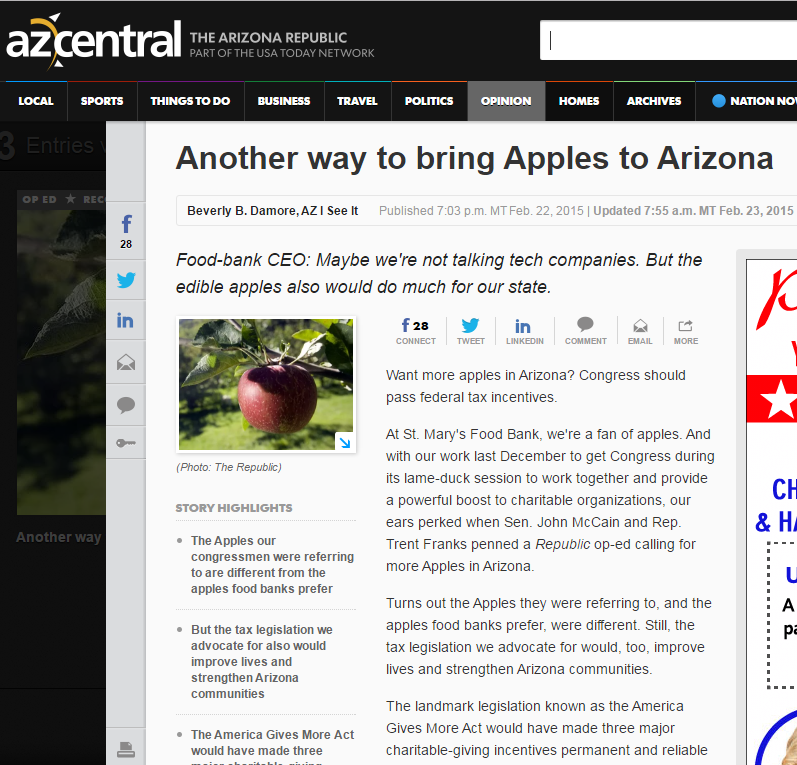 azcentral
THE ARIZONA REPUBLIC
PART OF THE USA TODAY NETWORK
LOCAL SPORTS THINGS TO DO BUSINESS TRAVEL POLITICS OPINION HOMES ARCHIVES NATION NOW
3 Entries
OP ED ★ REC
Another way
28
Another way to bring Apples to Arizona
Beverly B. Damore, AZ I See It Published 7:03 p.m. MT Feb. 22, 2015 | Updated 7:55 a.m. MT Feb. 23, 2015
Food-bank CEO: Maybe we're not talking tech companies. But the
edible apples also would do much for our state.
(Photo: The Republic)
STORY HIGHLIGHTS
The Apples our
congressmen were referring
to are different from the
apples food banks prefer
But the tax legislation we
advocate for also would
improve lives and
strengthen Arizona
communities
The America Gives More Act
would have made three
major charitable-giving
28
CONNECT TWEET LINKEDIN COMMENT EMAIL MORE
Want more apples in Arizona? Congress should
pass federal tax incentives.
At St. Mary's Food Bank, we're a fan of apples. And
with our work last December to get Congress during
its lame-duck session to work together and provide
a powerful boost to charitable organizations, our
ears perked when Sen. John McCain and Rep.
Trent Franks penned a Republic op-ed calling for
more Apples in Arizona.
Turns out the Apples they were referring to, and the
apples food banks prefer, were different. Still, the
tax legislation we advocate for would, too, improve
lives and strengthen Arizona communities.
The landmark legislation known as the America
Gives More Act would have made three major
charitable-giving incentives permanent and reliable
CH
& HA
U
A
pa